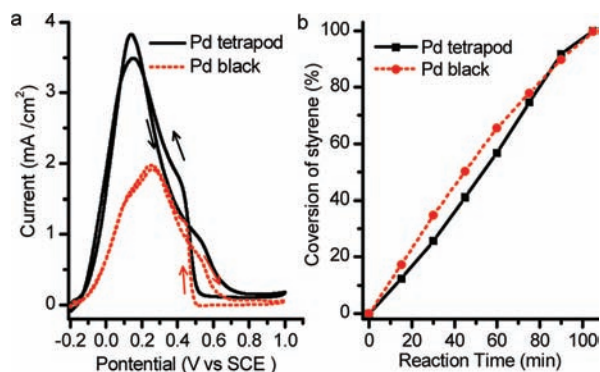 a
Current (mA /cm²)
4
3
2
1
0
Pd tetrapod
Pd black
-0.2 0.0 0.2 0.4 0.6 0.8 1.0
Pontential (V vs SCE )
b
Coversion of styrene (%)
100
80
60
40
20
0
Pd tetrapod
Pd black
0 20 40 60 80
Reaction Time (min)